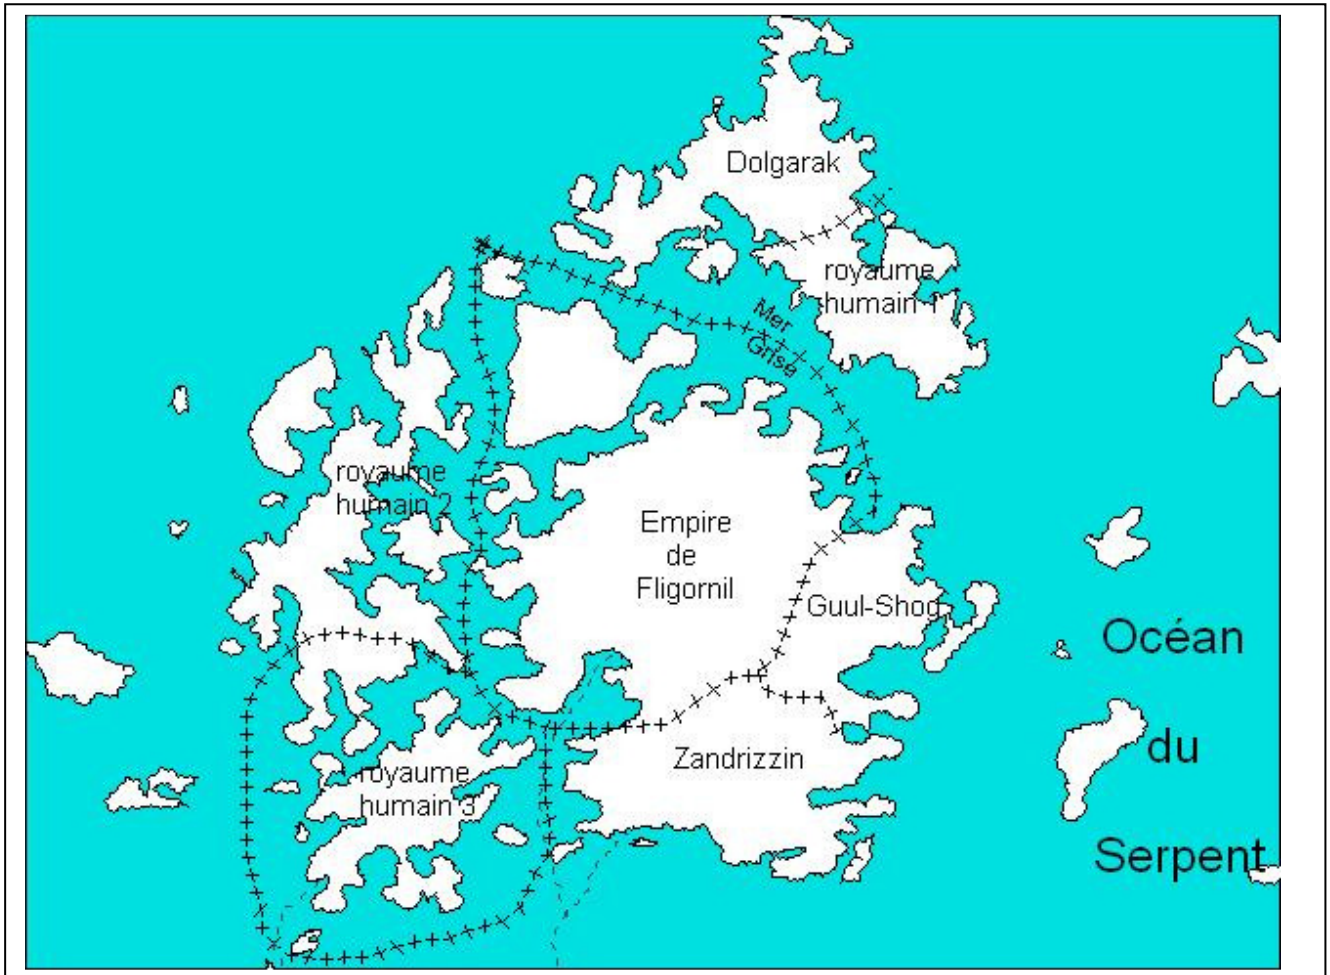 Dolgarak
royaume
humain 1
Mer
Grise
royaume
humain 2
Empire
de
Fligornil
Guul-Shod
Océan
du
Serpent
Zandrizzin
royaume
humain 3